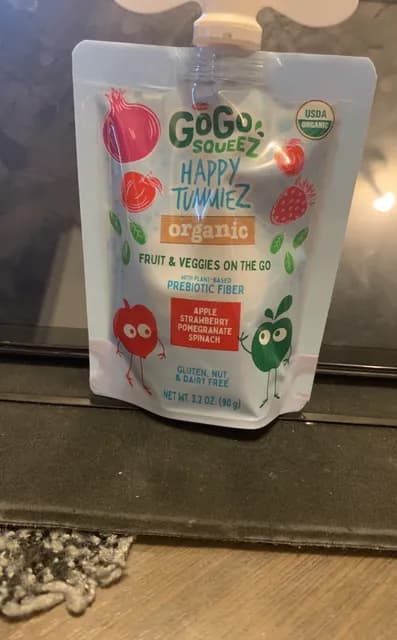 GOGO
SQUEEZ
USDA
ORGANIC
HAPPY
TUMMIEZ
organic
FRUIT & VEGGIES ON THE GO
WITH PLANT-BASED
PREBIOTIC FIBER
APPLE
STRAWBERRY
POMEGRANATE
SPINACH
GLUTEN, NUT
& DAIRY FREE
NET WT. 3.2 OZ. (90 g)